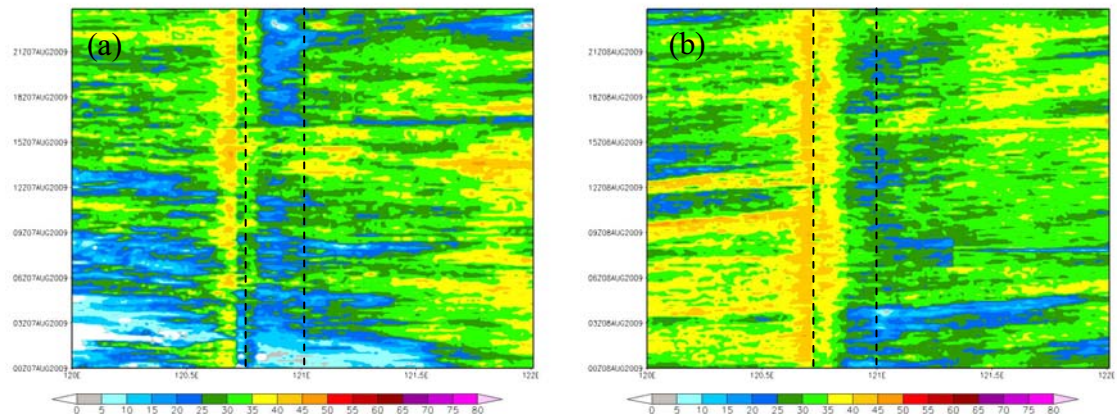 (a)
21Z07AUG2009
18Z07AUG2009
15Z07AUG2009
12Z07AUG2009
09Z07AUG2009
06Z07AUG2009
03Z07AUG2009
00Z07AUG2009
120E 120.5E 121E 121.5E 122E
0 5 10 15 20 25 30 35 40 45 50 55 60 65 70 75 80
(b)
21Z08AUG2009
18Z08AUG2009
15Z08AUG2009
12Z08AUG2009
09Z08AUG2009
06Z08AUG2009
03Z08AUG2009
00Z08AUG2009
120E 120.5E 121E 121.5E 122E
0 5 10 15 20 25 30 35 40 45 50 55 60 65 70 75 80